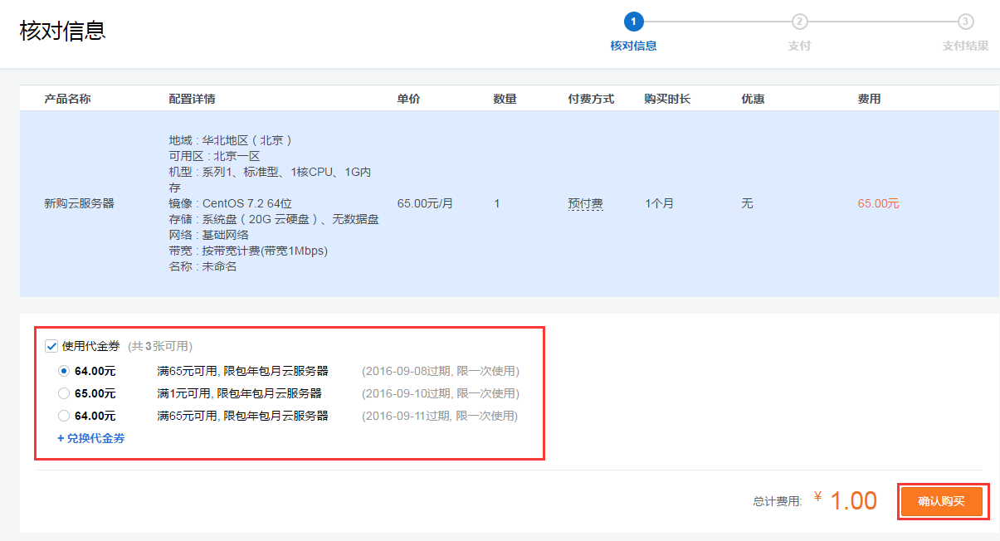 核对信息
1 2 3
核对信息 支付 支付结果
产品名称 配置详情 单价 数量 付费方式 购买时长 优惠 费用
地域 : 华北地区 ( 北京 )
可用区 : 北京一区
机型 : 系列1、标准型、1核CPU、1G内
存
新购云服务器 镜像 : CentOS 7.2 64位 65.00元/月 1 预付费 1个月 无 65.00元
存储 : 系统盘 ( 20G 云硬盘 ) 、无数据盘
网络 : 基础网络
带宽 : 按带宽计费(带宽1Mbps)
名称 : 未命名
使用代金券 (共3张可用)
64.00元 满65元可用, 限包年包月云服务器 (2016-09-08过期, 限一次使用)
65.00元 满1元可用, 限包年包月云服务器 (2016-09-10过期, 限一次使用)
64.00元 满65元可用, 限包年包月云服务器 (2016-09-11过期, 限一次使用)
+ 兑换代金券
总计费用: ¥ 1.00 确认购买